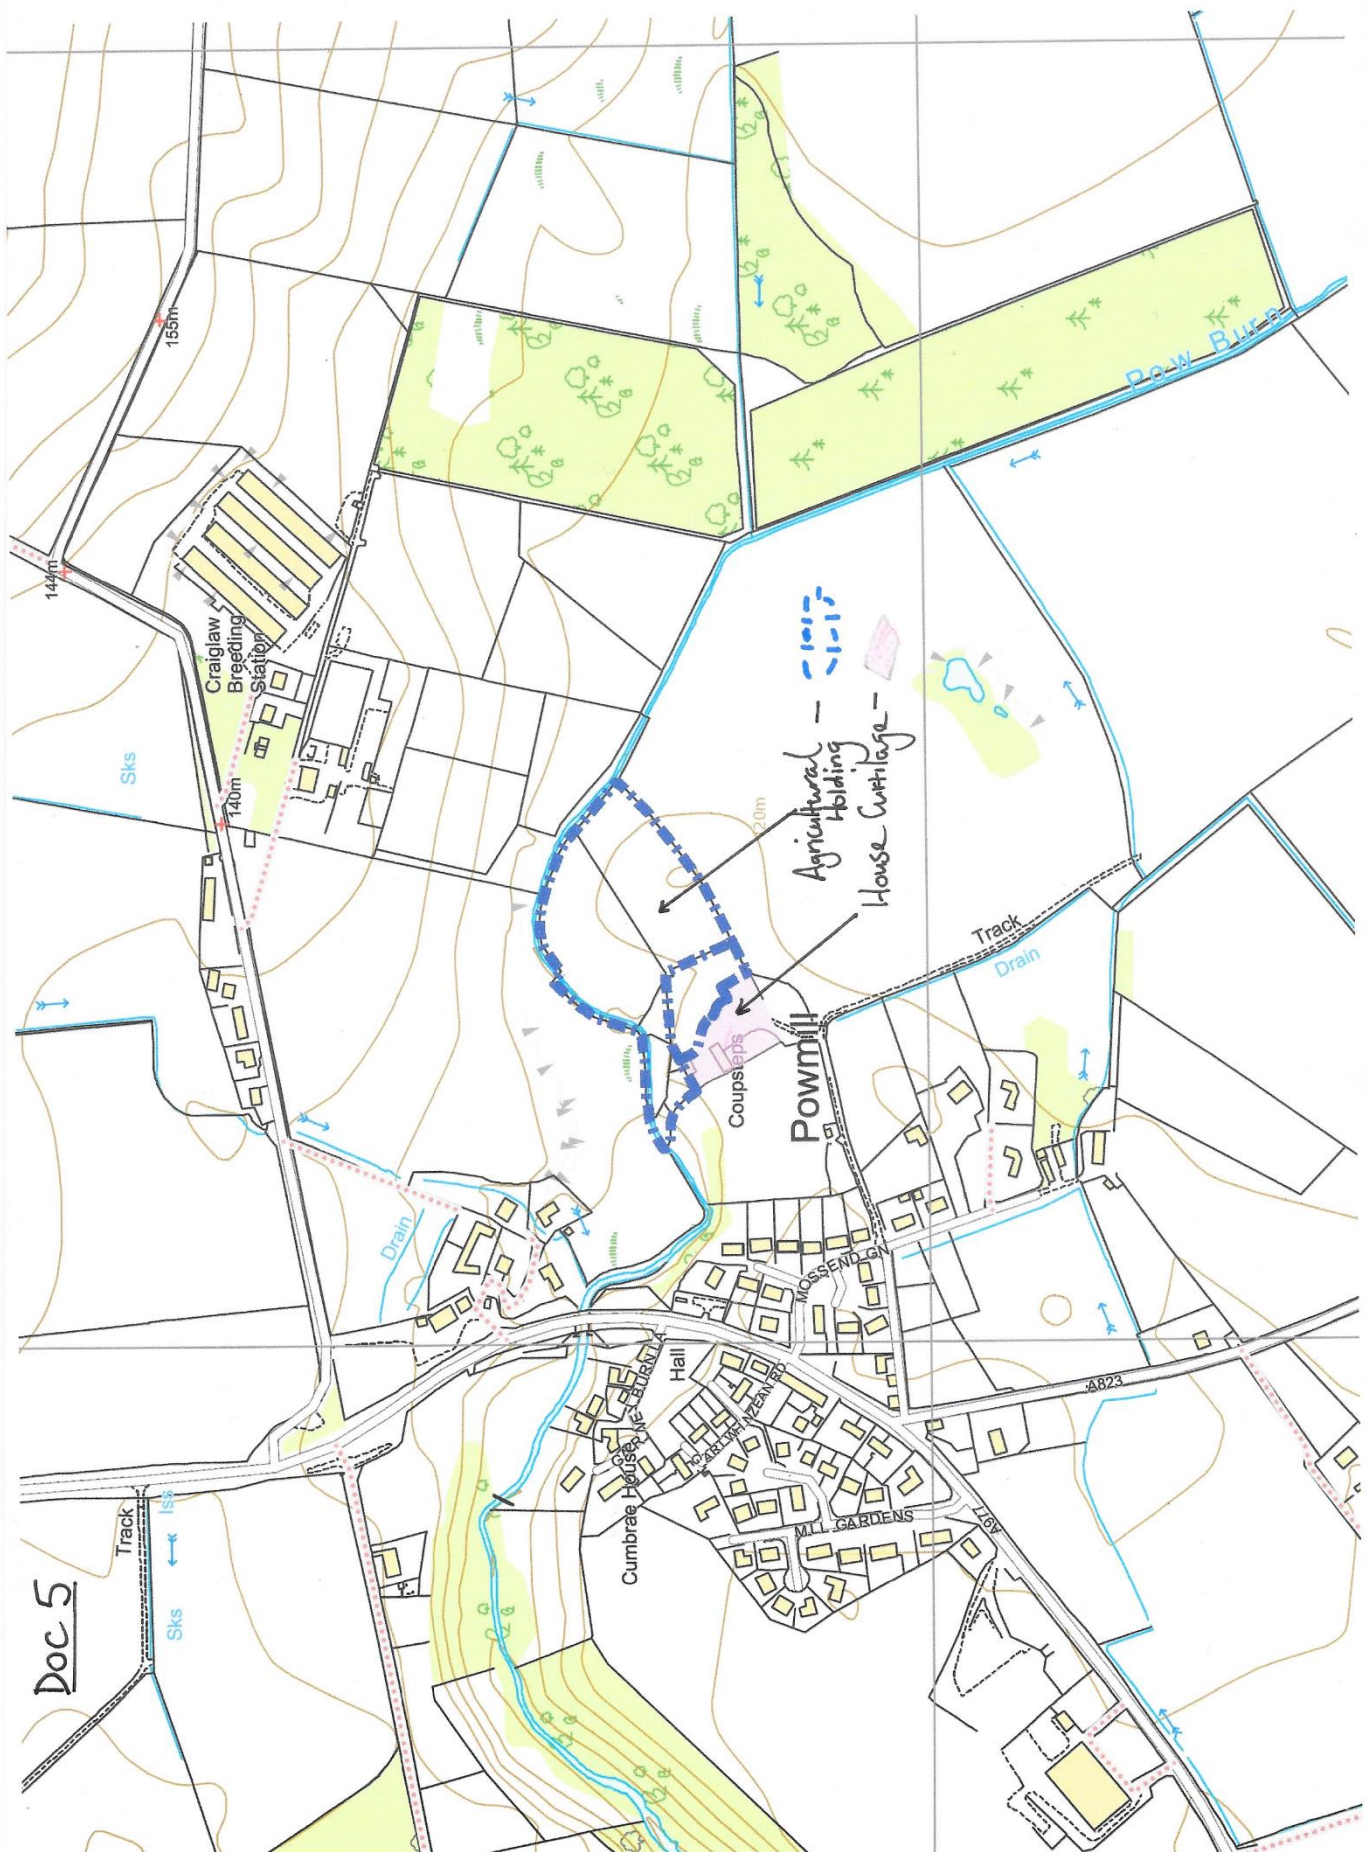 Doc 5
Track
Iss
Sks
144m
155m
Craiglaw
Breeding
Station
Sks
140m
Drain
Pow Burn
Agricultural
Holding
House Curtilage
20m
Coupsteps
Powmill
Track
Drain
MOSSEND GN
Hall
Cumbrae House
MILL GARDENS
A977
A823